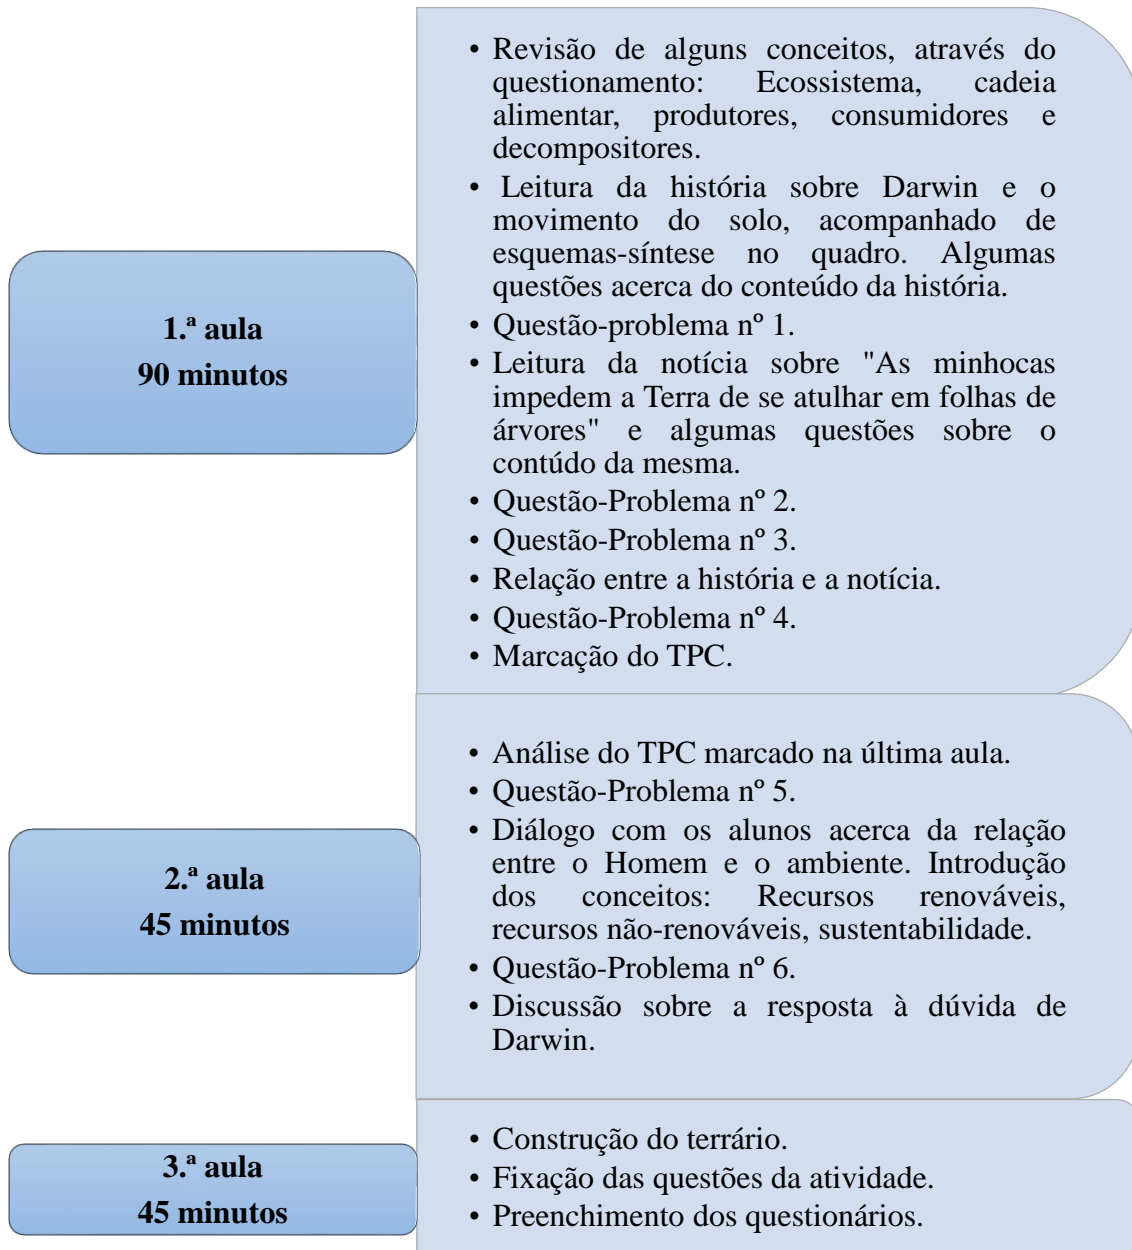 1.ª aula
90 minutos
• Revisão de alguns conceitos, através do
questionamento: Ecossistema, cadeia
alimentar, produtores, consumidores e
decompositores.
• Leitura da história sobre Darwin e o
movimento do solo, acompanhado de
esquemas-síntese no quadro. Algumas
questões acerca do conteúdo da história.
• Questão-problema nº 1.
• Leitura da notícia sobre "As minhocas
impedem a Terra de se atulhar em folhas de
árvores" e algumas questões sobre o
contúdo da mesma.
• Questão-Problema nº 2.
• Questão-Problema nº 3.
• Relação entre a história e a notícia.
• Questão-Problema nº 4.
• Marcação do TPC.
2.ª aula
45 minutos
• Análise do TPC marcado na última aula.
• Questão-Problema nº 5.
• Diálogo com os alunos acerca da relação
entre o Homem e o ambiente. Introdução
dos conceitos: Recursos renováveis,
recursos não-renováveis, sustentabilidade.
• Questão-Problema nº 6.
• Discussão sobre a resposta à dúvida de
Darwin.
3.ª aula
45 minutos
• Construção do terrário.
• Fixação das questões da atividade.
• Preenchimento dos questionários.